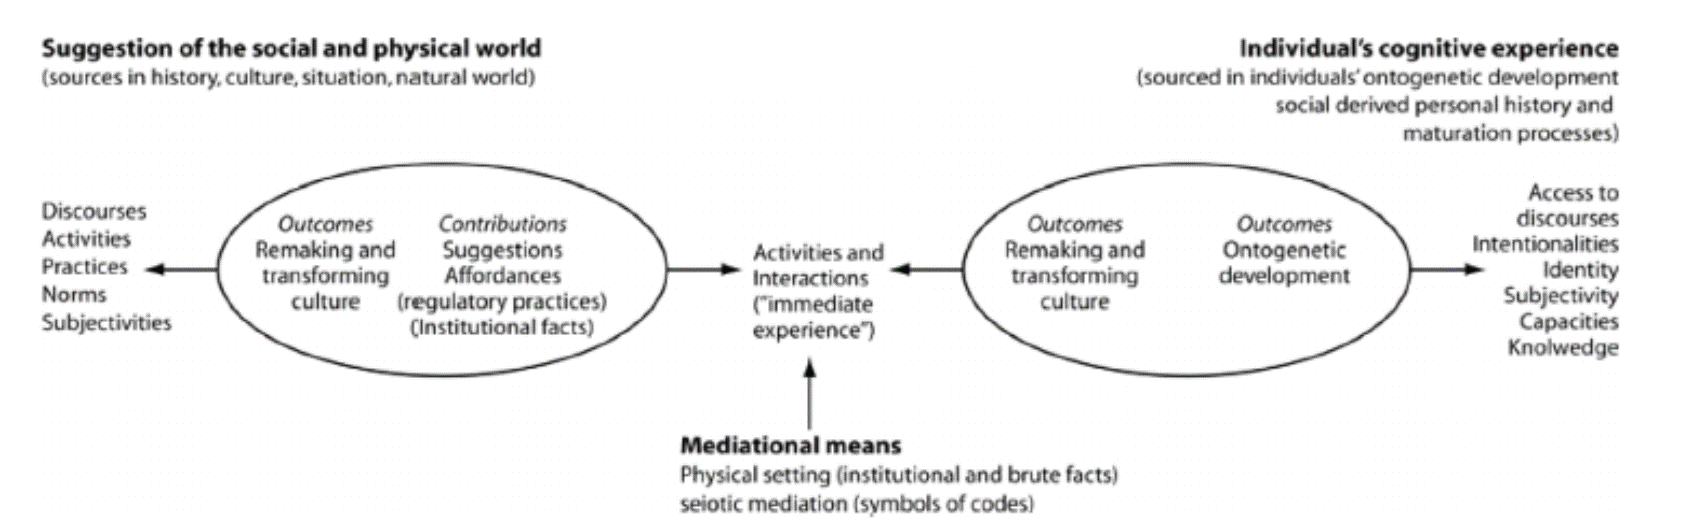 Suggestion of the social and physical world
(sources in history, culture, situation, natural world)
Individual's cognitive experience
(sourced in individuals' ontogenetic development
social derived personal history and
maturation processes)
Discourses
Activities
Practices
Norms
Subjectivities
Outcomes
Remaking and
transforming
culture
Contributions
Suggestions
Affordances
(regulatory practices)
(Institutional facts)
Activities and
Interactions
("immediate
experience")
Outcomes
Remaking and
transforming
culture
Outcomes
Ontogenetic
development
Access to
discourses
Intentionalities
Identity
Subjectivity
Capacities
Knolwedge
Mediational means
Physical setting (institutional and brute facts)
seiotic mediation (symbols of codes)